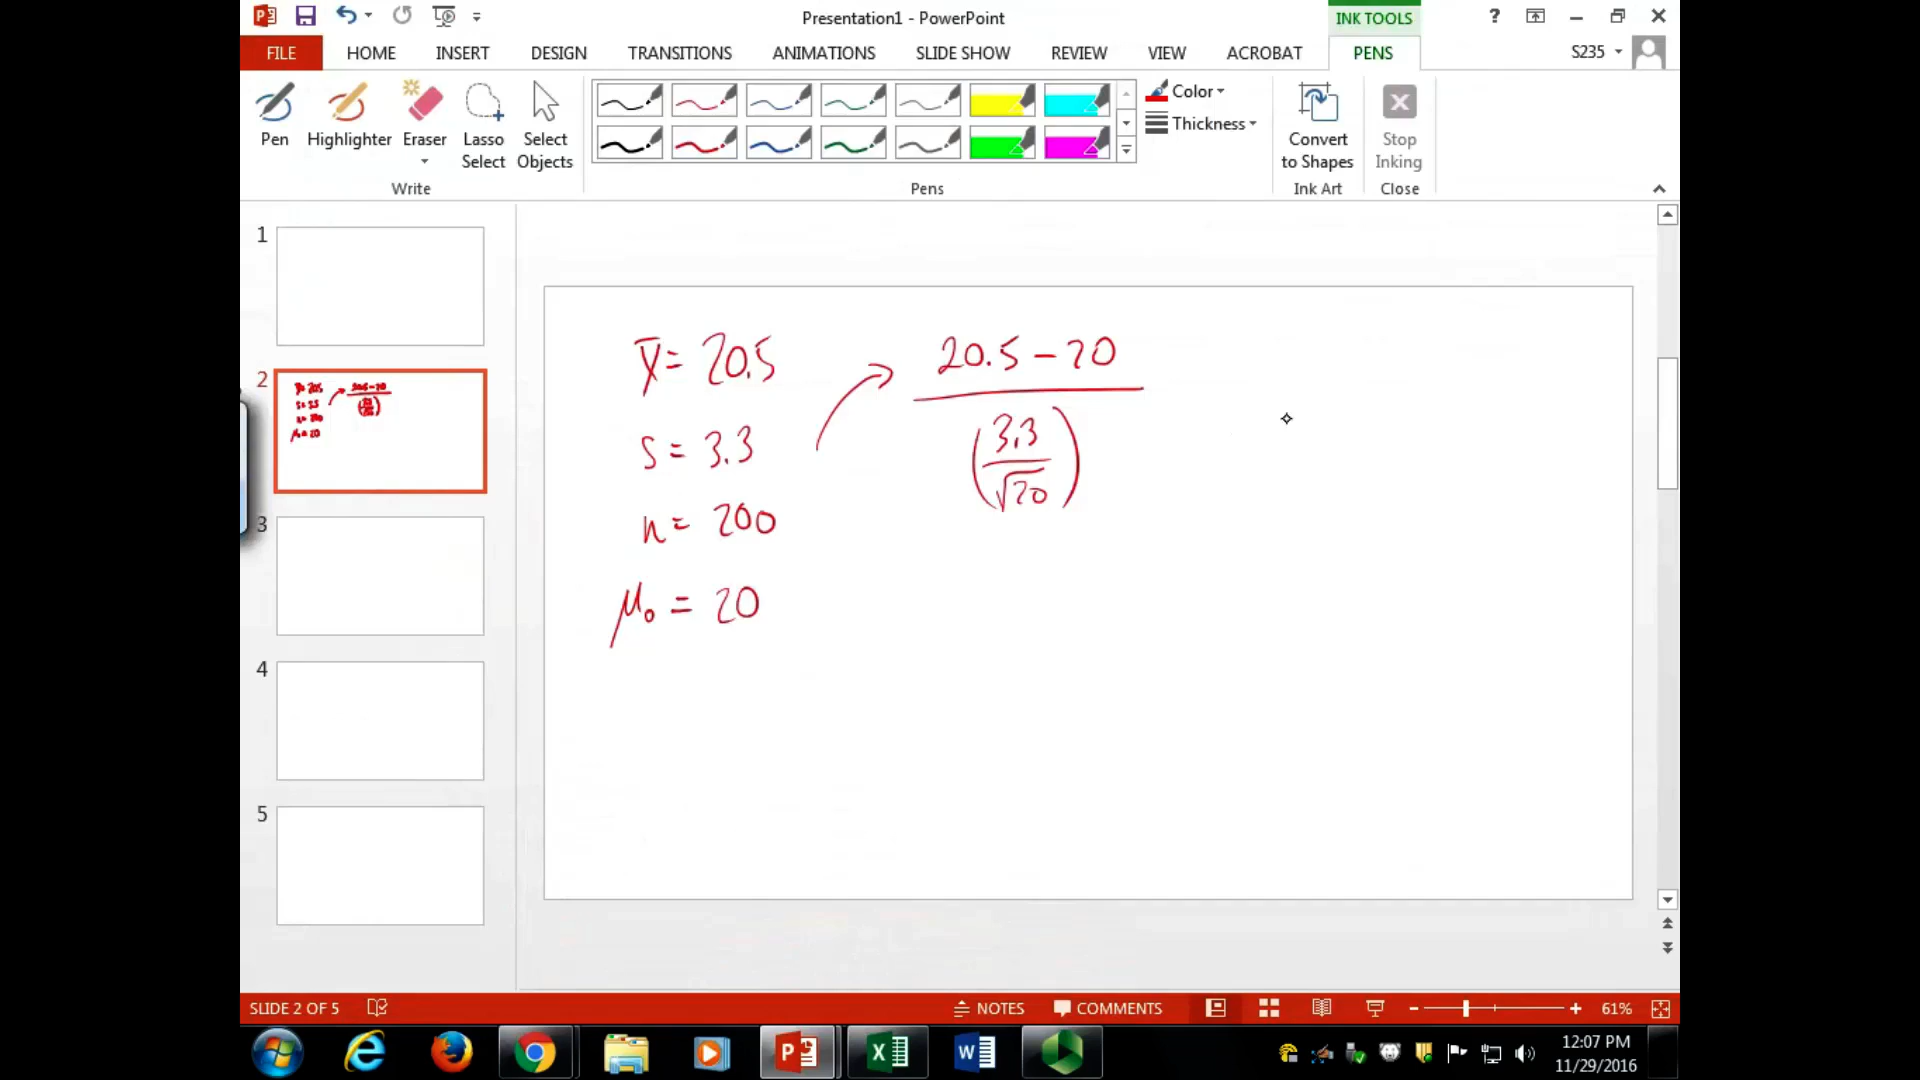 Presentation1 - PowerPoint
INK TOOLS
?
FILE HOME INSERT DESIGN TRANSITIONS ANIMATIONS SLIDE SHOW REVIEW VIEW ACROBAT PENS S235
Pen
Highlighter
Eraser
Lasso
Select
Select
Objects
Write
Pens
Color
Thickness
Convert
to Shapes
Ink Art
Stop
Inking
Close
1
2
3
4
5
x̄ = 20.5
s = 3.3
n = 200
μ₀ = 20
20.5 - 20
(3.3
√20)
SLIDE 2 OF 5
NOTES
COMMENTS
61%
12:07 PM
11/29/2016